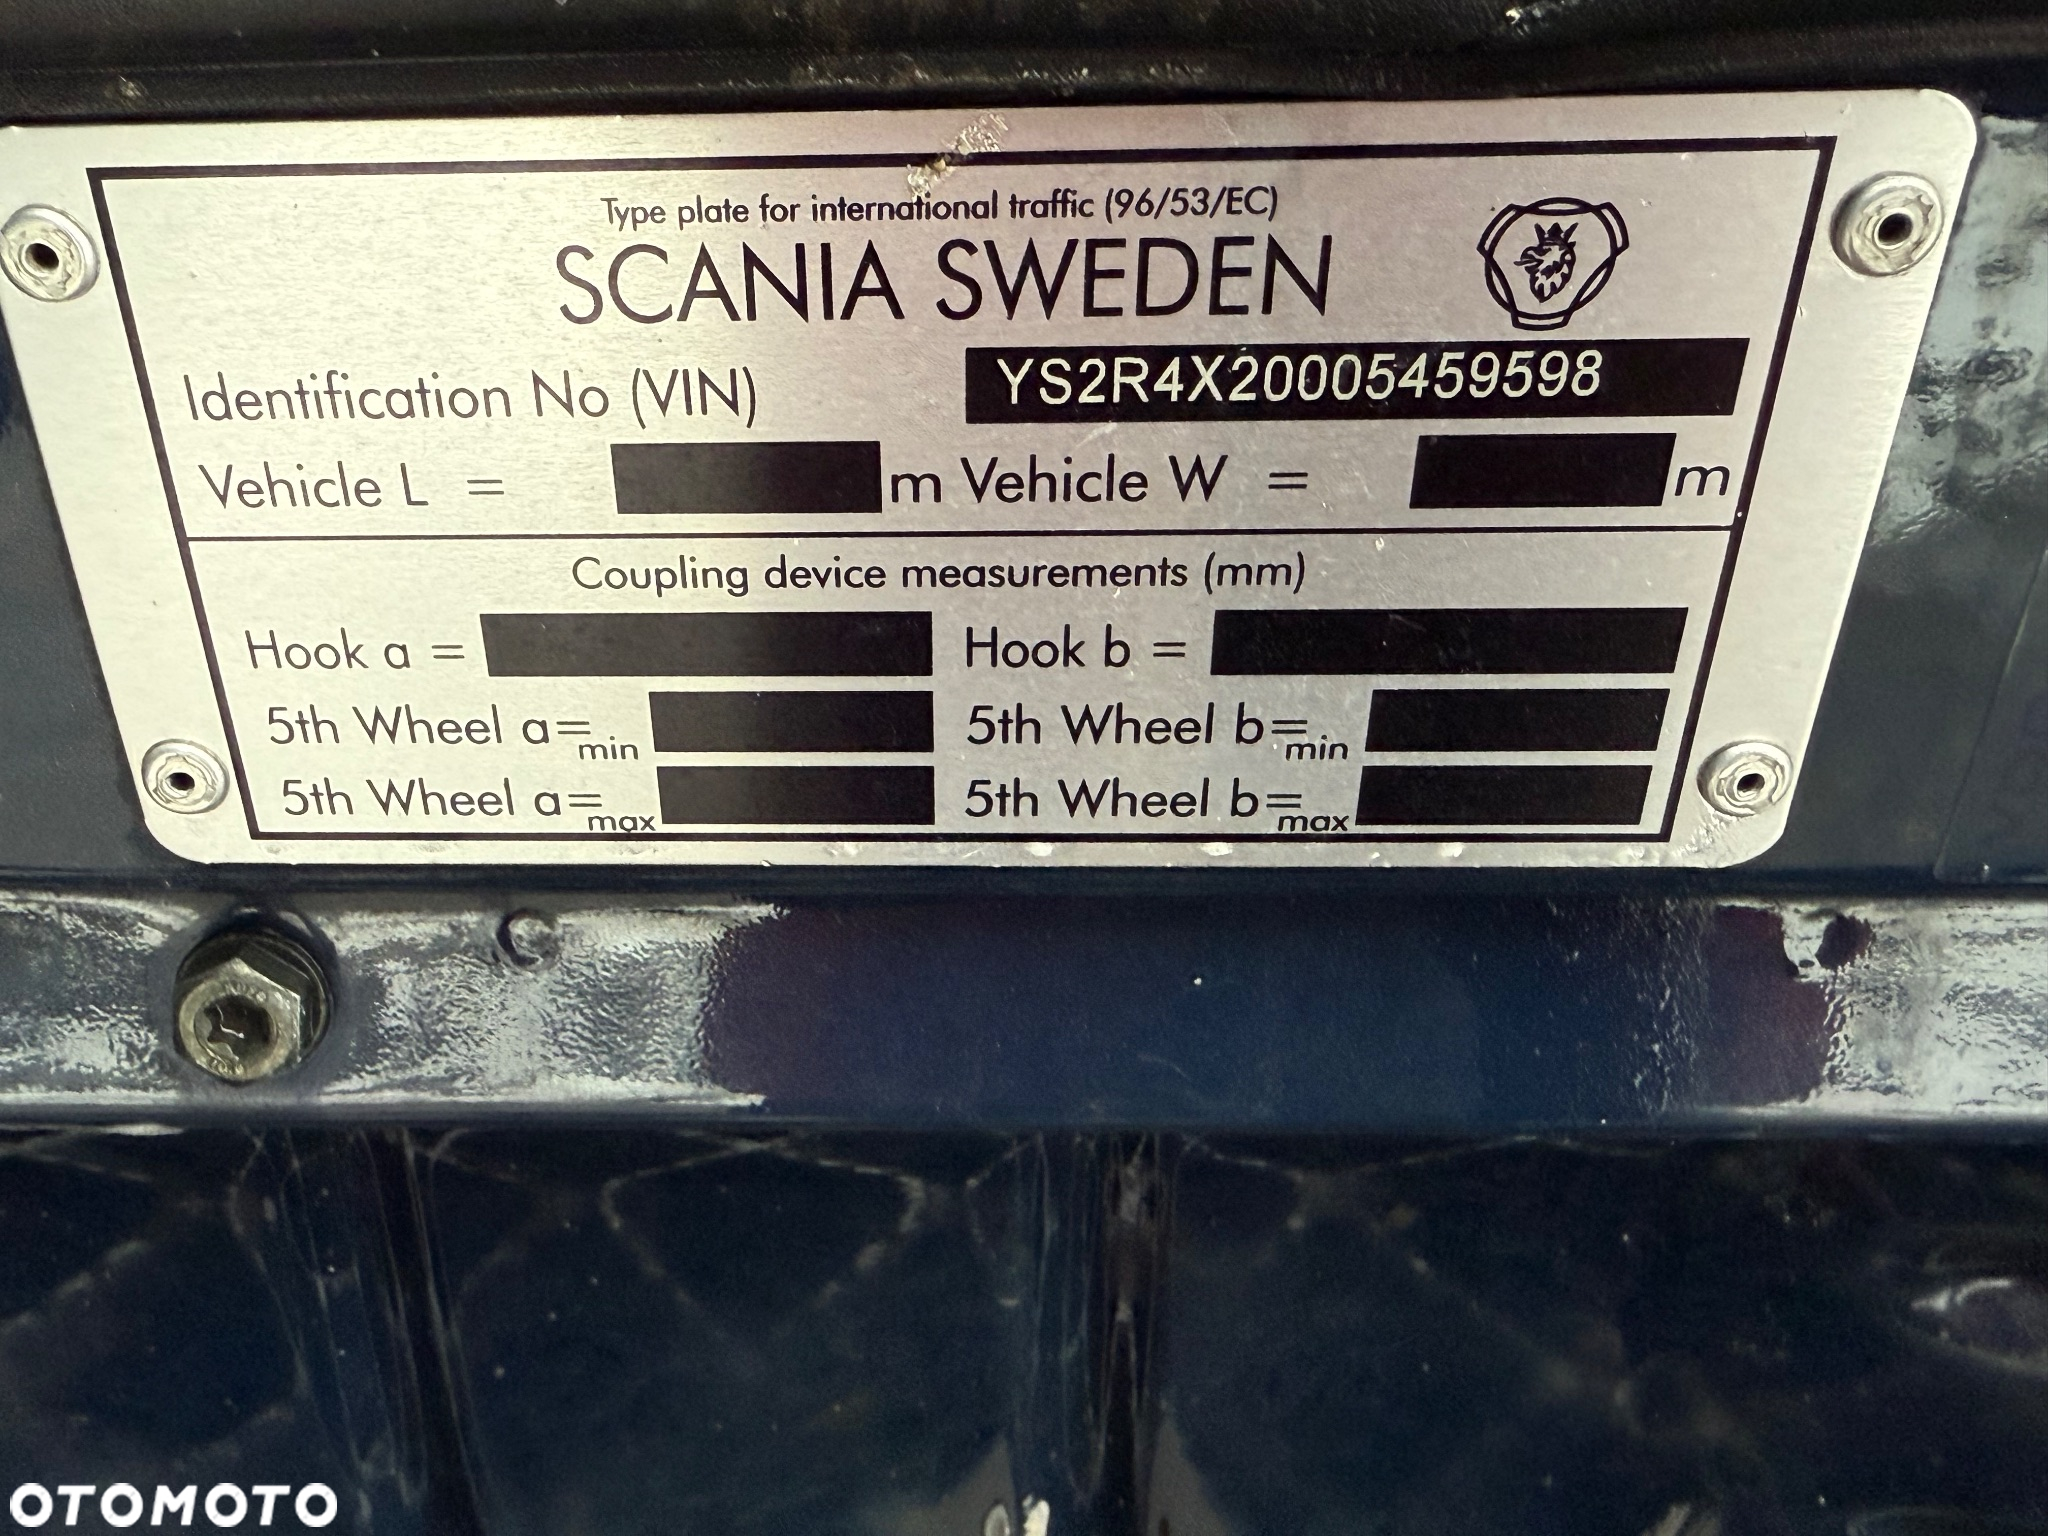 Type plate for international traffic (96/53/EC)
SCANIA SWEDEN
Identification No (VIN) YS2R4X20005459598
Vehicle L = m Vehicle W = m
Coupling device measurements (mm)
Hook a = Hook b =
5th Wheel a=min 5th Wheel b=min
5th Wheel a=max 5th Wheel b=max
OTOMOTO